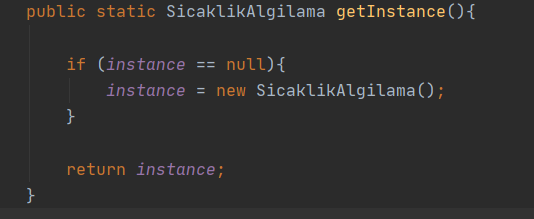 public static SicaklikAlgilama getInstance(){
if (instance == null){
instance = new SicaklikAlgilama();
}
return instance;
}